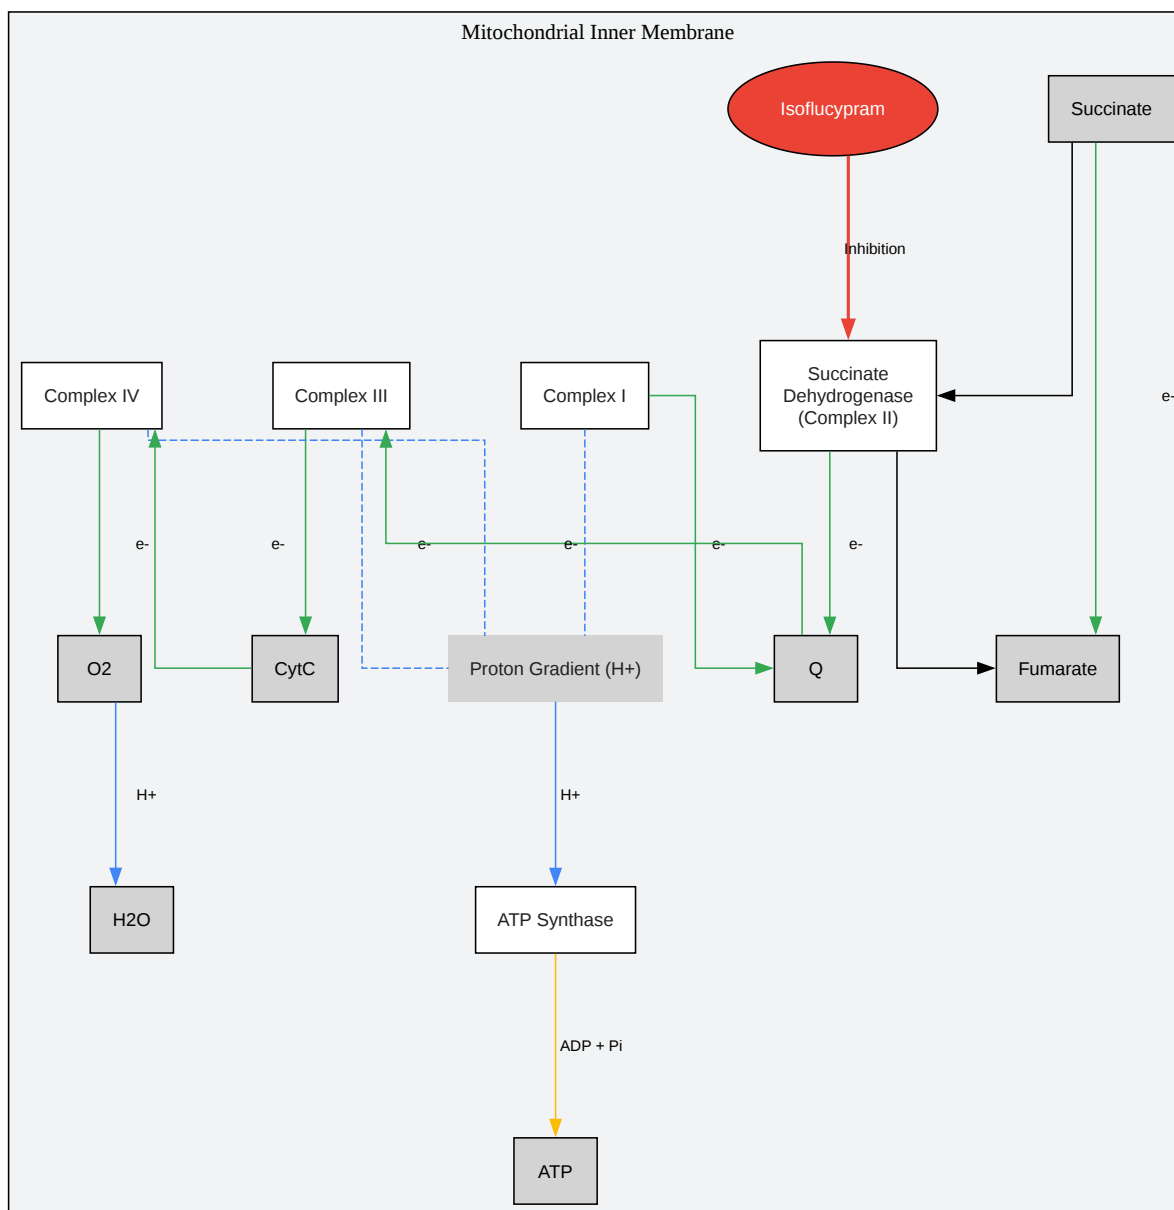 Mitochondrial Inner Membrane
Isoflucypram
Succinate
Inhibition
Complex IV
Complex III
Complex I
Succinate
Dehydrogenase
(Complex II)
e-
e-
e-
e-
e-
e-
e-
O2
CytC
Proton Gradient (H+)
Q
Fumarate
H+
H+
H2O
ATP Synthase
ADP + Pi
ATP